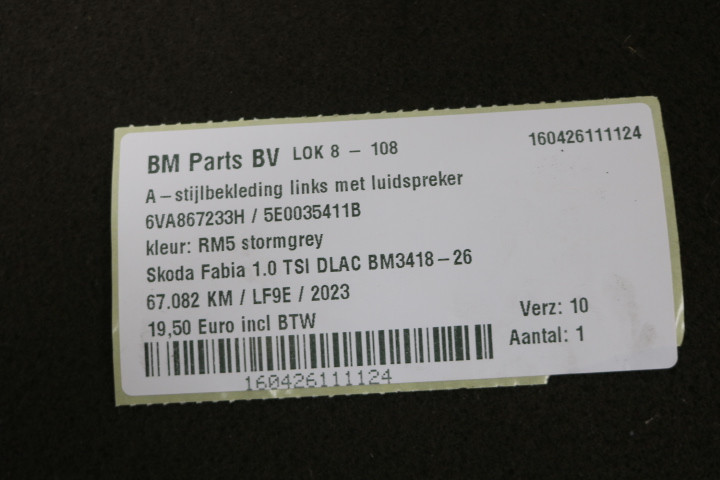 BM Parts BV LOK 8 - 108 160426111124
A-stijlbekleding links met luidspreker
6VA867233H / 5E0035411B
kleur: RM5 stormgrey
Skoda Fabia 1.0 TSI DLAC BM3418-26
67.082 KM / LF9E / 2023
19,50 Euro incl BTW
Verz: 10
Aantal: 1
160426111124